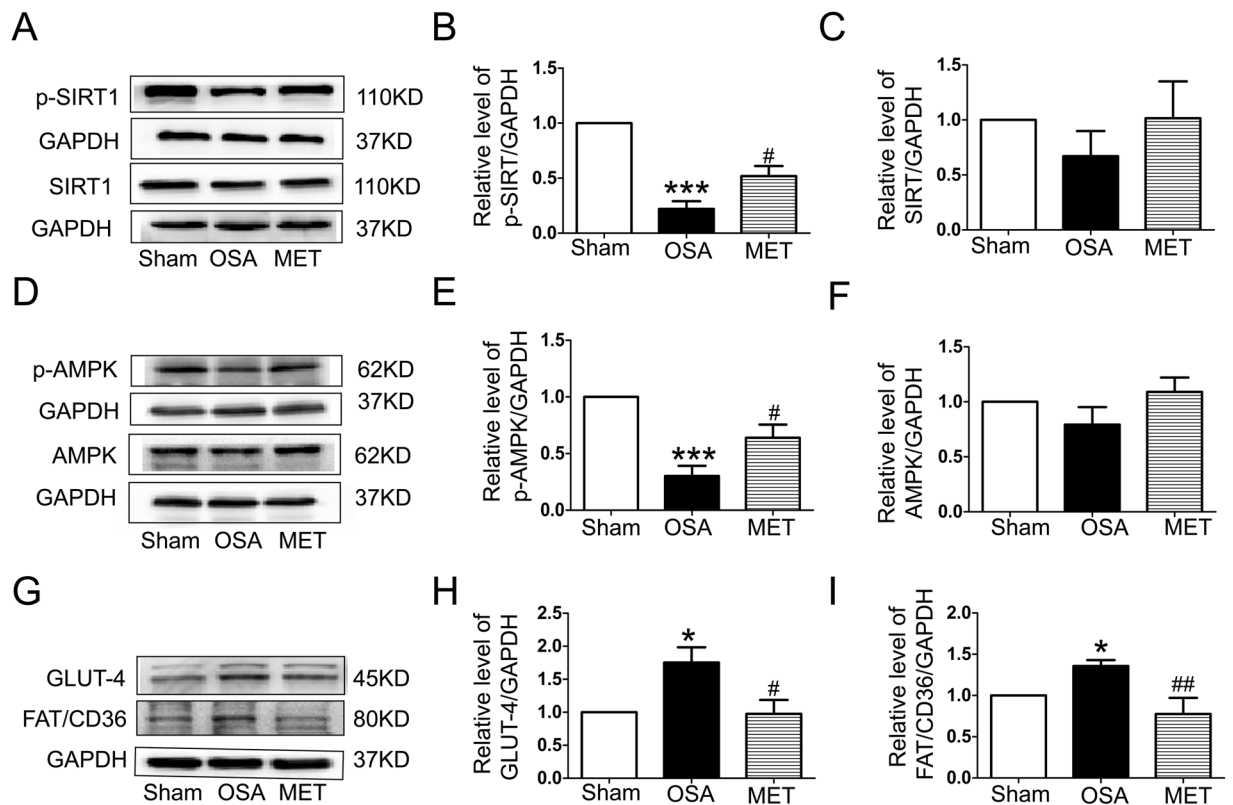 A
p-SIRT1
110KD
GAPDH
37KD
SIRT1
110KD
GAPDH
37KD
Sham OSA MET
B
Relative level of
p-SIRT/GAPDH
1.5
1.0
0.5
0.0
***
#
Sham OSA MET
C
Relative level of
SIRT/GAPDH
1.5
1.0
0.5
0.0
Sham OSA MET
D
p-AMPK
62KD
GAPDH
37KD
AMPK
62KD
GAPDH
37KD
Sham OSA MET
E
Relative level of
p-AMPK/GAPDH
1.5
1.0
0.5
0.0
***
#
Sham OSA MET
F
Relative level of
AMPK/GAPDH
1.5
1.0
0.5
0.0
Sham OSA MET
G
GLUT-4
45KD
FAT/CD36
80KD
GAPDH
37KD
Sham OSA MET
H
Relative level of
GLUT-4/GAPDH
2.5
2.0
1.5
1.0
0.5
0.0
*
#
Sham OSA MET
I
Relative level of
FAT/CD36/GAPDH
2.0
1.5
1.0
0.5
0.0
*
##
Sham OSA MET